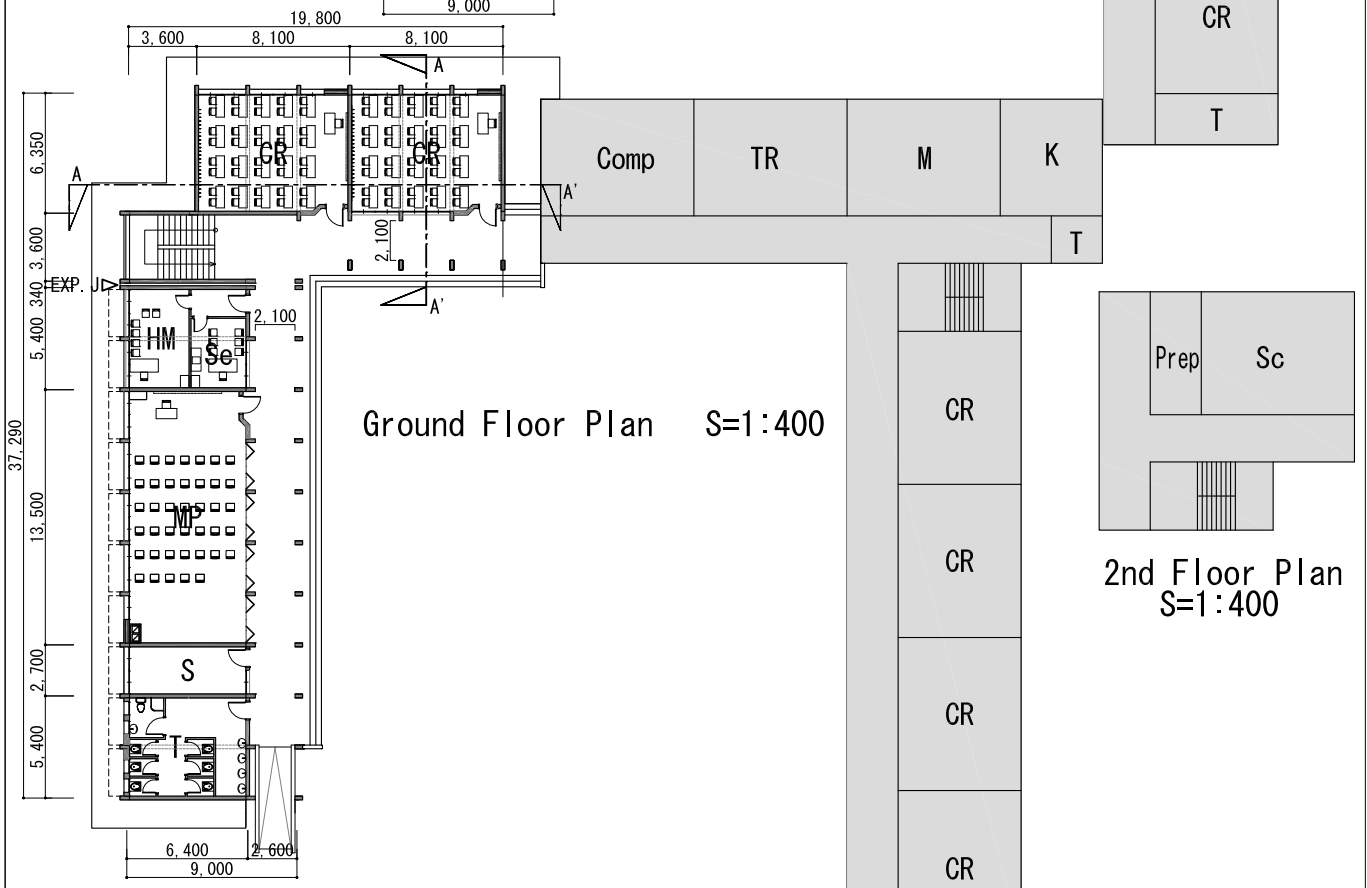 9,000
CR
19,800
3,600 8,100 8,100
A
6,350
Comp TR M K
T
CR CR
A A'
2,100
3,600
T
EXP. J
340
A'
HM Se
2,100
5,400
Prep Sc
Ground Floor Plan S=1:400
CR
37,290
13,500
MP
CR
2nd Floor Plan
S=1:400
2,700
S
CR
5,400
T
6,400 2,600
9,000
CR